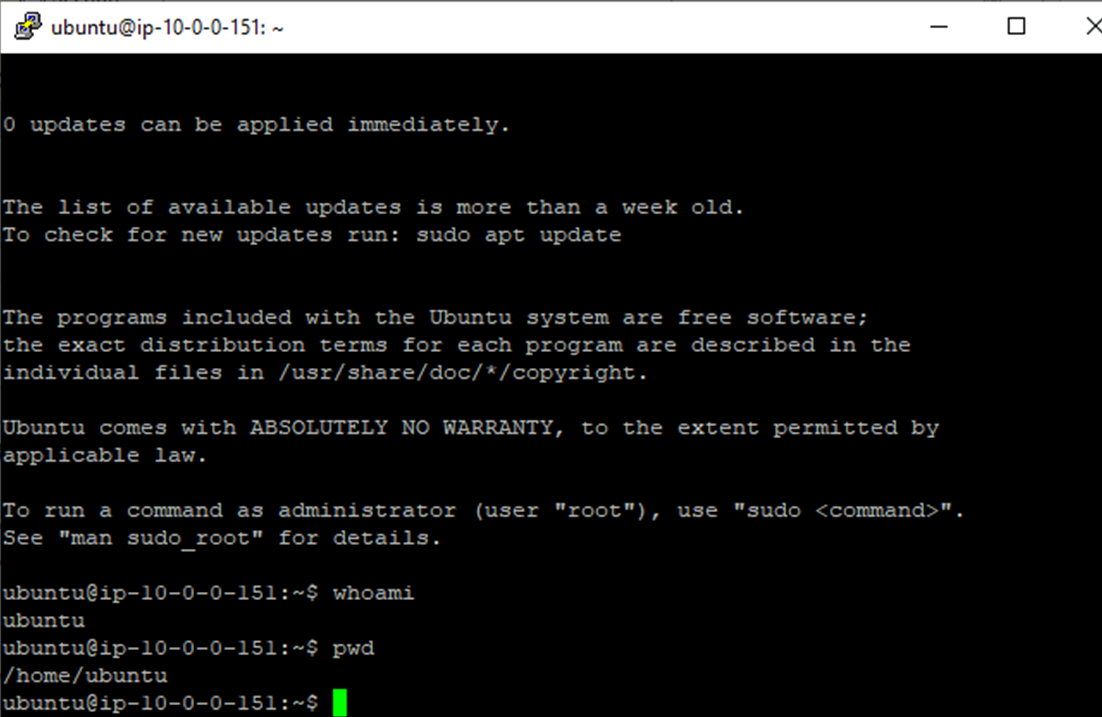 ubuntu@ip-10-0-0-151: ~
0 updates can be applied immediately.
The list of available updates is more than a week old.
To check for new updates run: sudo apt update
The programs included with the Ubuntu system are free software;
the exact distribution terms for each program are described in the
individual files in /usr/share/doc/*/copyright.
Ubuntu comes with ABSOLUTELY NO WARRANTY, to the extent permitted by
applicable law.
To run a command as administrator (user "root"), use "sudo <command>".
See "man sudo_root" for details.
ubuntu@ip-10-0-0-151:~$ whoami
ubuntu
ubuntu@ip-10-0-0-151:~$ pwd
/home/ubuntu
ubuntu@ip-10-0-0-151:~$